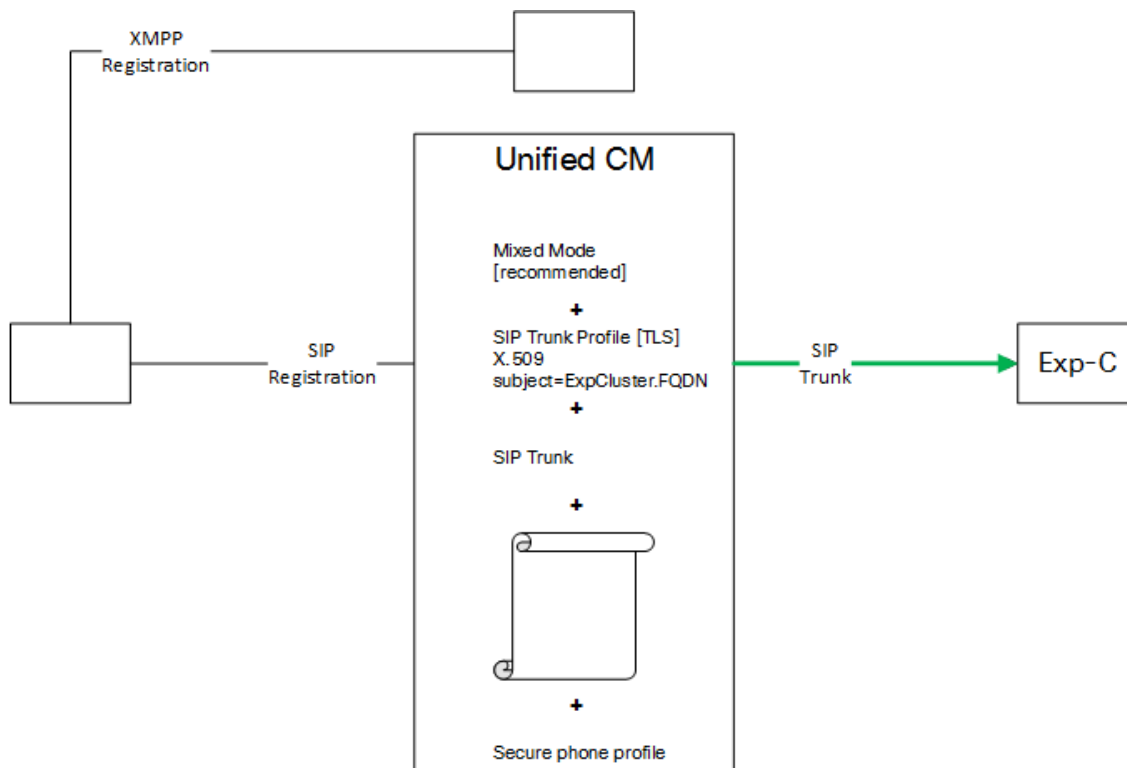 XMPP
Registration
Unified CM
Mixed Mode
[recommended]
+
SIP Trunk Profile [TLS]
X.509
subject=ExpCluster.FQDN
+
SIP Trunk
+
+
Secure phone profile
SIP
Registration
SIP
Trunk
Exp-C